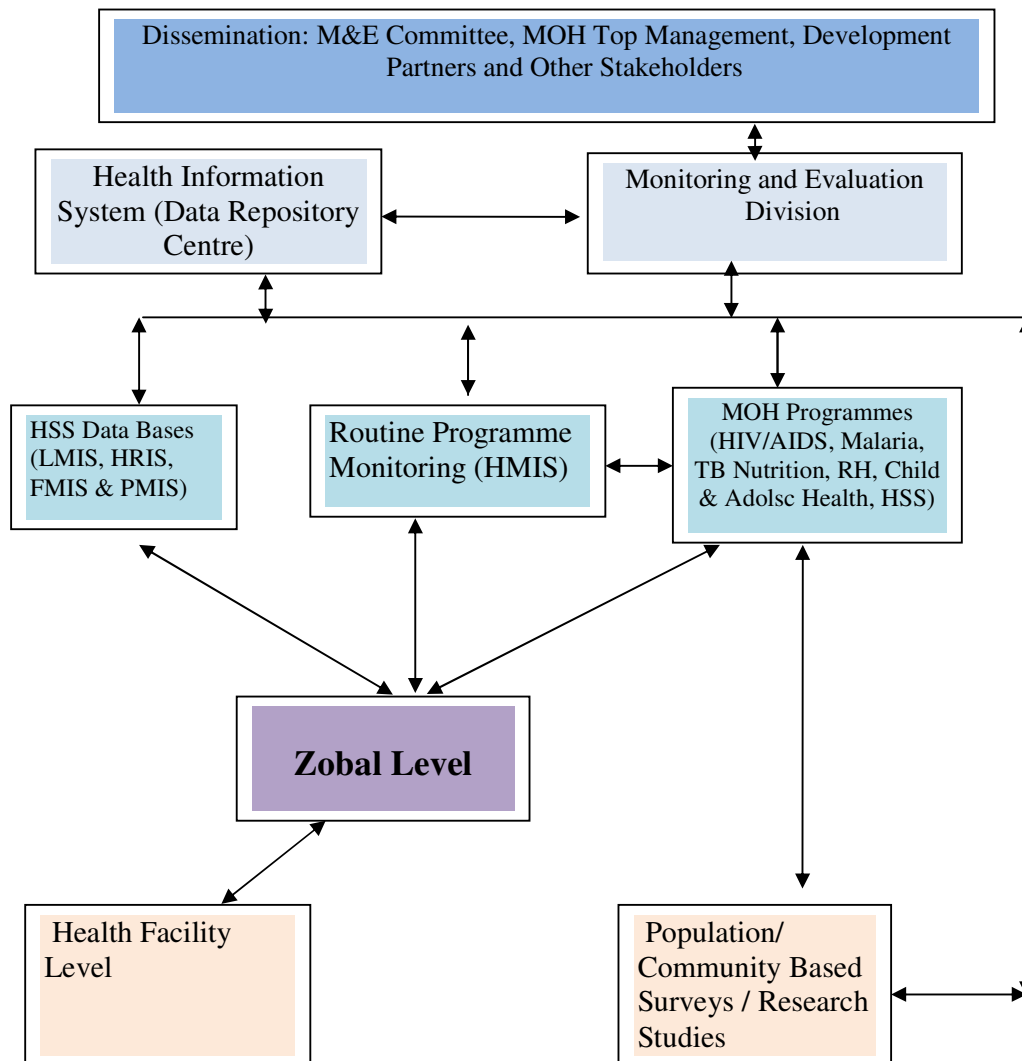 Dissemination: M&E Committee, MOH Top Management, Development
Partners and Other Stakeholders
Health Information
System (Data Repository
Centre)
Monitoring and Evaluation
Division
HSS Data Bases
(LMIS, HRIS,
FMIS & PMIS)
Routine Programme
Monitoring (HMIS)
MOH Programmes
(HIV/AIDS, Malaria,
TB Nutrition, RH, Child
& Adolsc Health, HSS)
Zobal Level
Health Facility
Level
Population/
Community Based
Surveys / Research
Studies